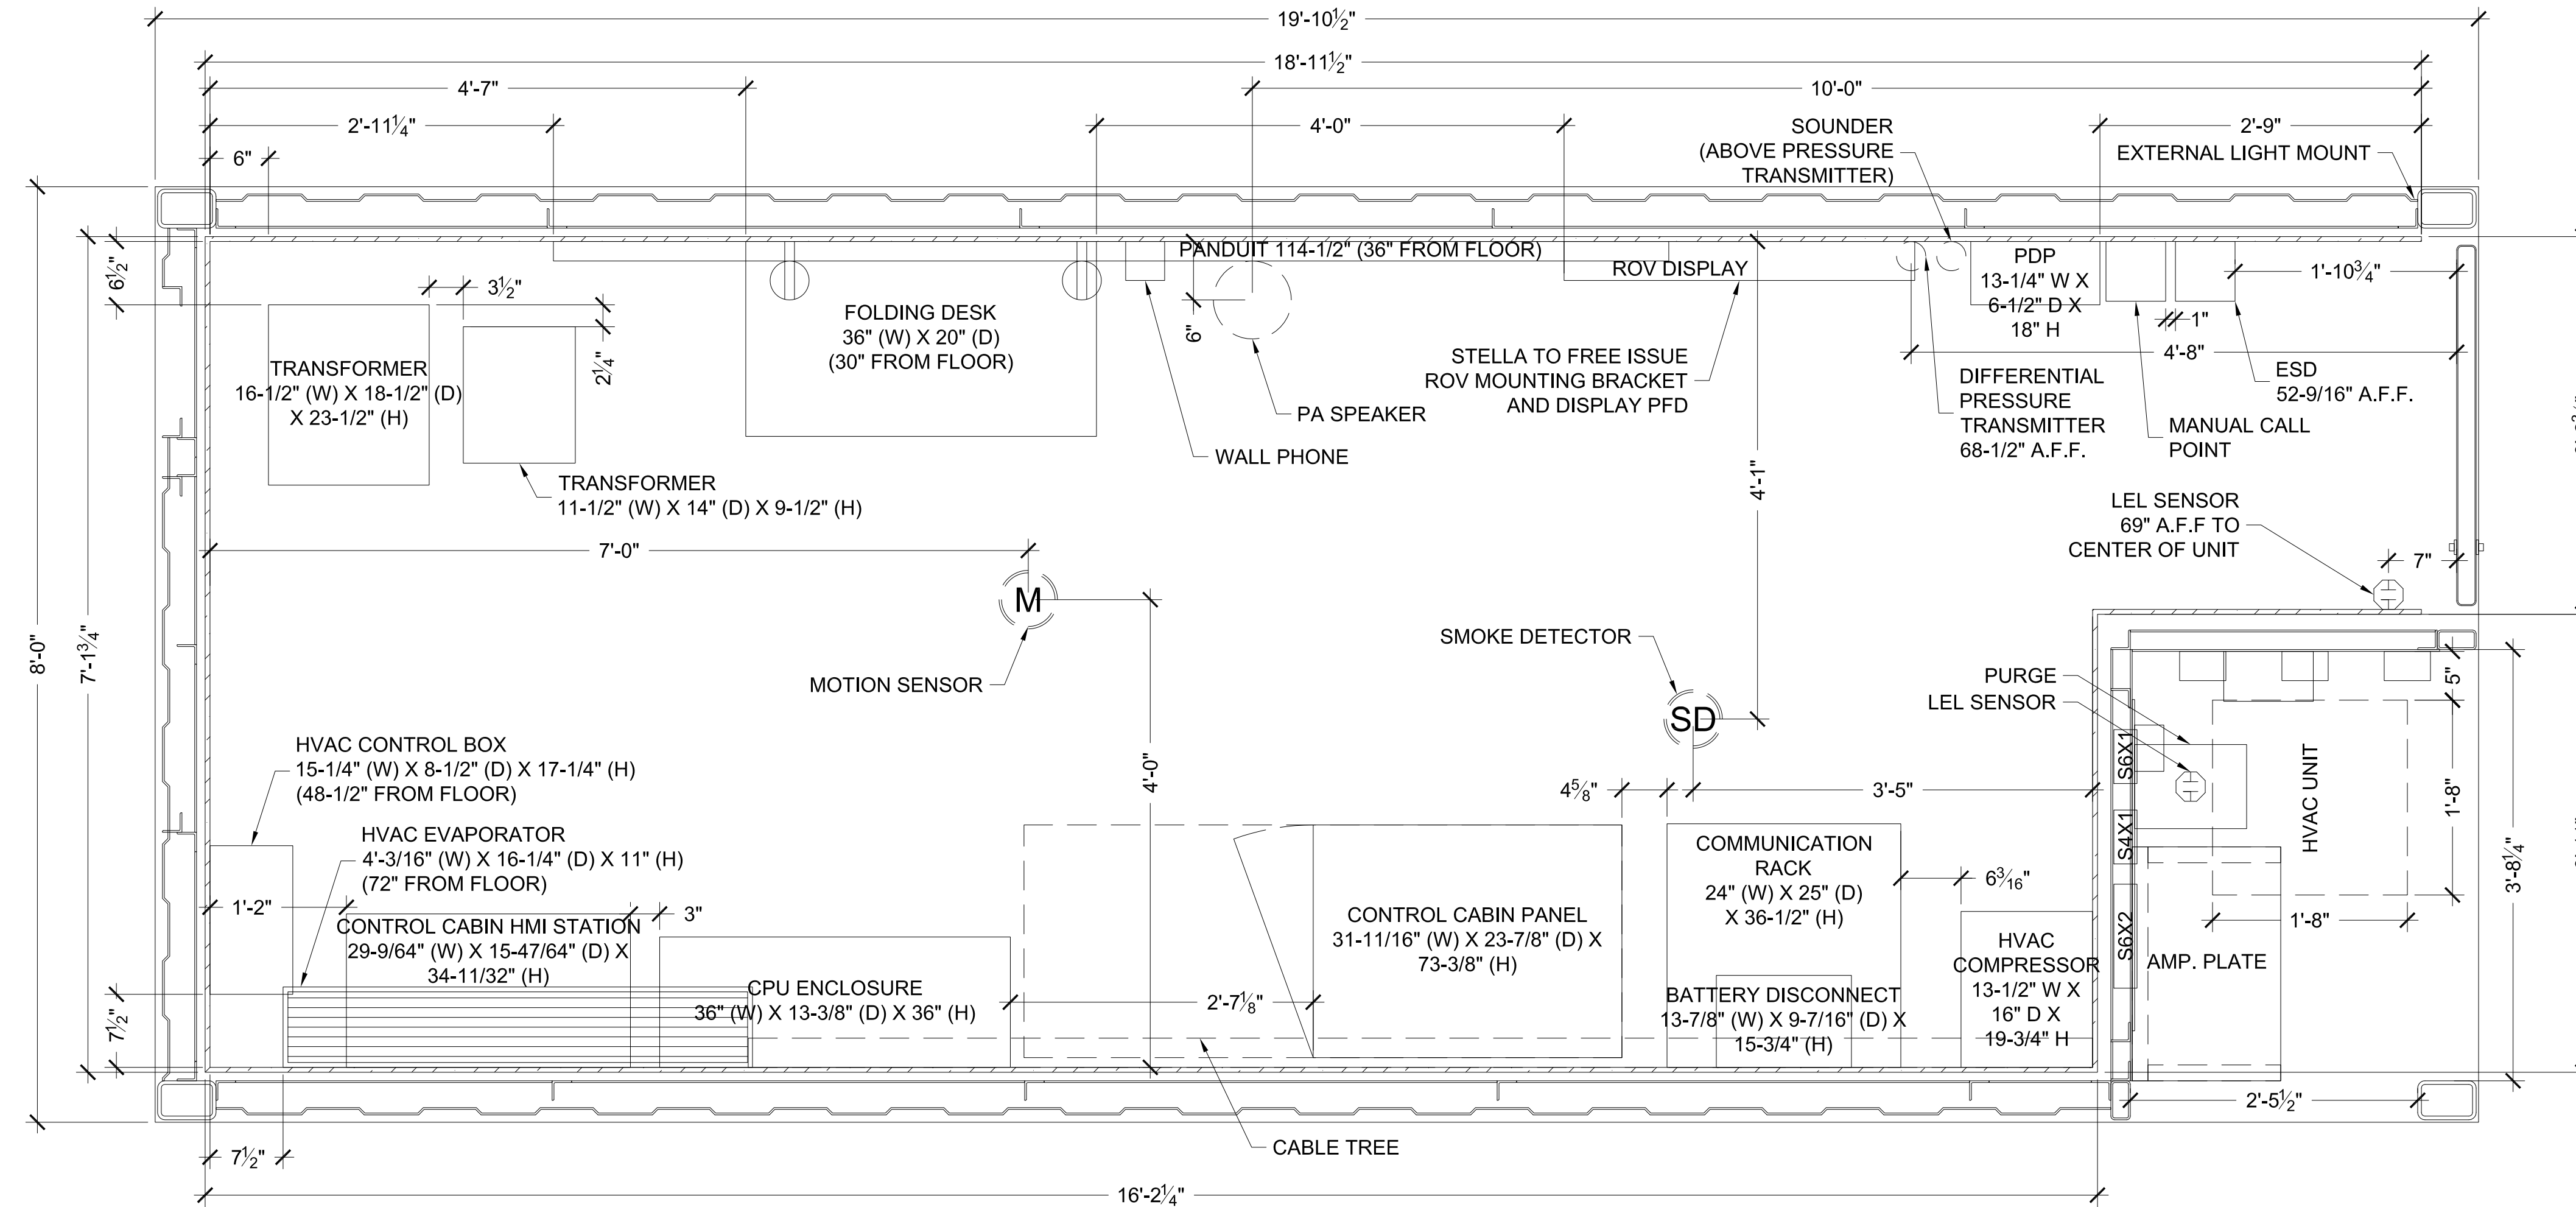 19'-10½"
18'-11½"
4'-7"
10'-0"
2'-11¼"
4'-0"
SOUNDER
(ABOVE PRESSURE
TRANSMITTER)
2'-9"
6"
EXTERNAL LIGHT MOUNT
8'-0"
7'-1¾"
6½"
3½"
2¼"
TRANSFORMER
16-1/2" (W) X 18-1/2" (D)
X 23-1/2" (H)
TRANSFORMER
11-1/2" (W) X 14" (D) X 9-1/2" (H)
FOLDING DESK
36" (W) X 20" (D)
(30" FROM FLOOR)
PANDUIT 114-1/2" (36" FROM FLOOR)
6"
PA SPEAKER
WALL PHONE
ROV DISPLAY
STELLA TO FREE ISSUE
ROV MOUNTING BRACKET
AND DISPLAY PFD
4'-1"
PDP
13-1/4" W X
6-1/2" D X
18" H
1'-10¾"
1"
4'-8"
DIFFERENTIAL
PRESSURE
TRANSMITTER
68-1/2" A.F.F.
ESD
52-9/16" A.F.F.
MANUAL CALL
POINT
LEL SENSOR
69" A.F.F TO
CENTER OF UNIT
7"
7'-0"
M
MOTION SENSOR
4'-0"
SMOKE DETECTOR
SD
PURGE
LEL SENSOR
5"
S6X1
S4X1
S6X2
HVAC UNIT
1'-8"
1'-8"
3'-8¼"
AMP. PLATE
2'-5½"
HVAC CONTROL BOX
15-1/4" (W) X 8-1/2" (D) X 17-1/4" (H)
(48-1/2" FROM FLOOR)
HVAC EVAPORATOR
4'-3/16" (W) X 16-1/4" (D) X 11" (H)
(72" FROM FLOOR)
1'-2"
3"
CONTROL CABIN HMI STATION
29-9/64" (W) X 15-47/64" (D) X
34-11/32" (H)
7½"
CPU ENCLOSURE
36" (W) X 13-3/8" (D) X 36" (H)
2'-7⅛"
CONTROL CABIN PANEL
31-11/16" (W) X 23-7/8" (D) X
73-3/8" (H)
4⅝"
3'-5"
COMMUNICATION
RACK
24" (W) X 25" (D)
X 36-1/2" (H)
6³⁄₁₆"
BATTERY DISCONNECT
13-7/8" (W) X 9-7/16" (D) X
15-3/4" (H)
HVAC
COMPRESSOR
13-1/2" W X
16" D X
19-3/4" H
CABLE TREE
7½"
16'-2¼"